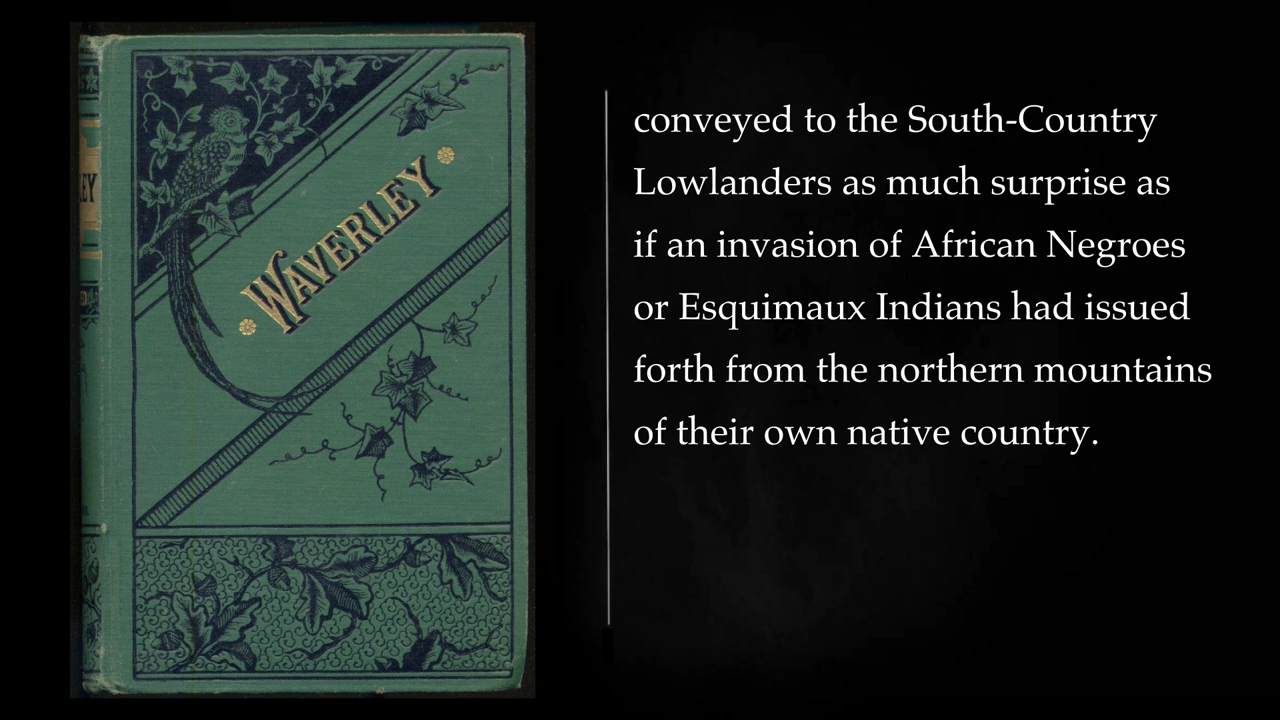 WAVERLEY
EY
conveyed to the South-Country
Lowlanders as much surprise as
if an invasion of African Negroes
or Esquimaux Indians had issued
forth from the northern mountains
of their own native country.